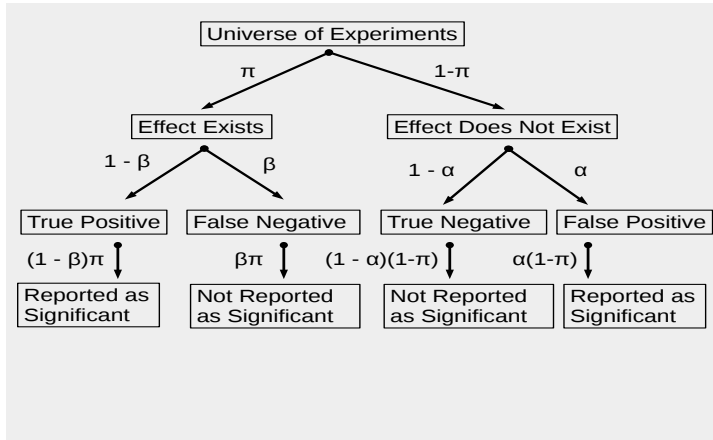 Universe of Experiments
π
1-π
Effect Exists
Effect Does Not Exist
1 - β
β
1 - α
α
True Positive
False Negative
True Negative
False Positive
(1 - β)π
βπ
(1 - α)(1-π)
α(1-π)
Reported as
Significant
Not Reported
as Significant
Not Reported
as Significant
Reported as
Significant